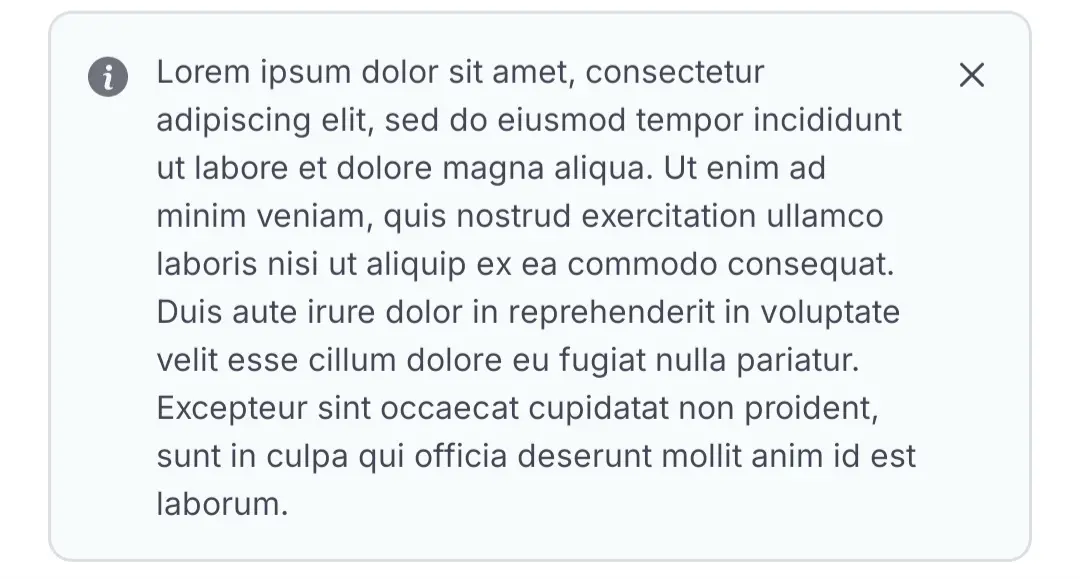 Lorem ipsum dolor sit amet, consectetur
adipiscing elit, sed do eiusmod tempor incididunt
ut labore et dolore magna aliqua. Ut enim ad
minim veniam, quis nostrud exercitation ullamco
laboris nisi ut aliquip ex ea commodo consequat.
Duis aute irure dolor in reprehenderit in voluptate
velit esse cillum dolore eu fugiat nulla pariatur.
Excepteur sint occaecat cupidatat non proident,
sunt in culpa qui officia deserunt mollit anim id est
laborum.